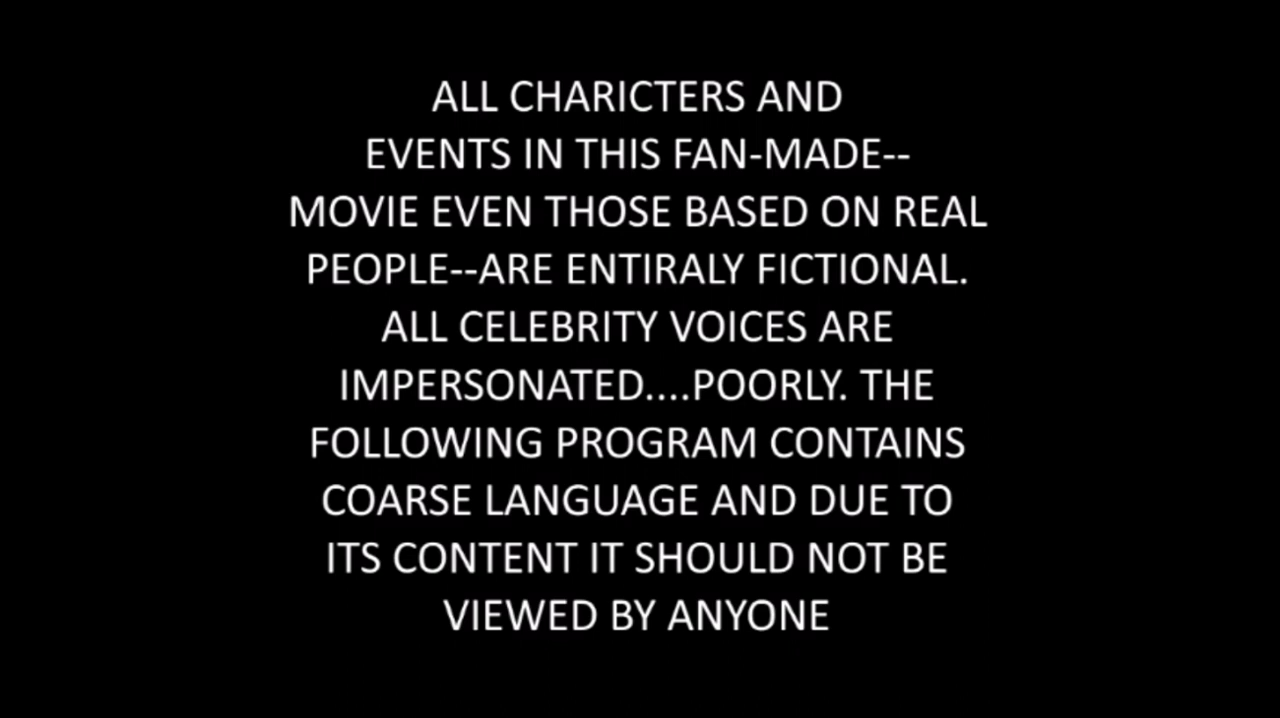 ALL CHARICTERS AND
EVENTS IN THIS FAN-MADE--
MOVIE EVEN THOSE BASED ON REAL
PEOPLE--ARE ENTIRALY FICTIONAL.
ALL CELEBRITY VOICES ARE
IMPERSONATED....POORLY. THE
FOLLOWING PROGRAM CONTAINS
COARSE LANGUAGE AND DUE TO
ITS CONTENT IT SHOULD NOT BE
VIEWED BY ANYONE